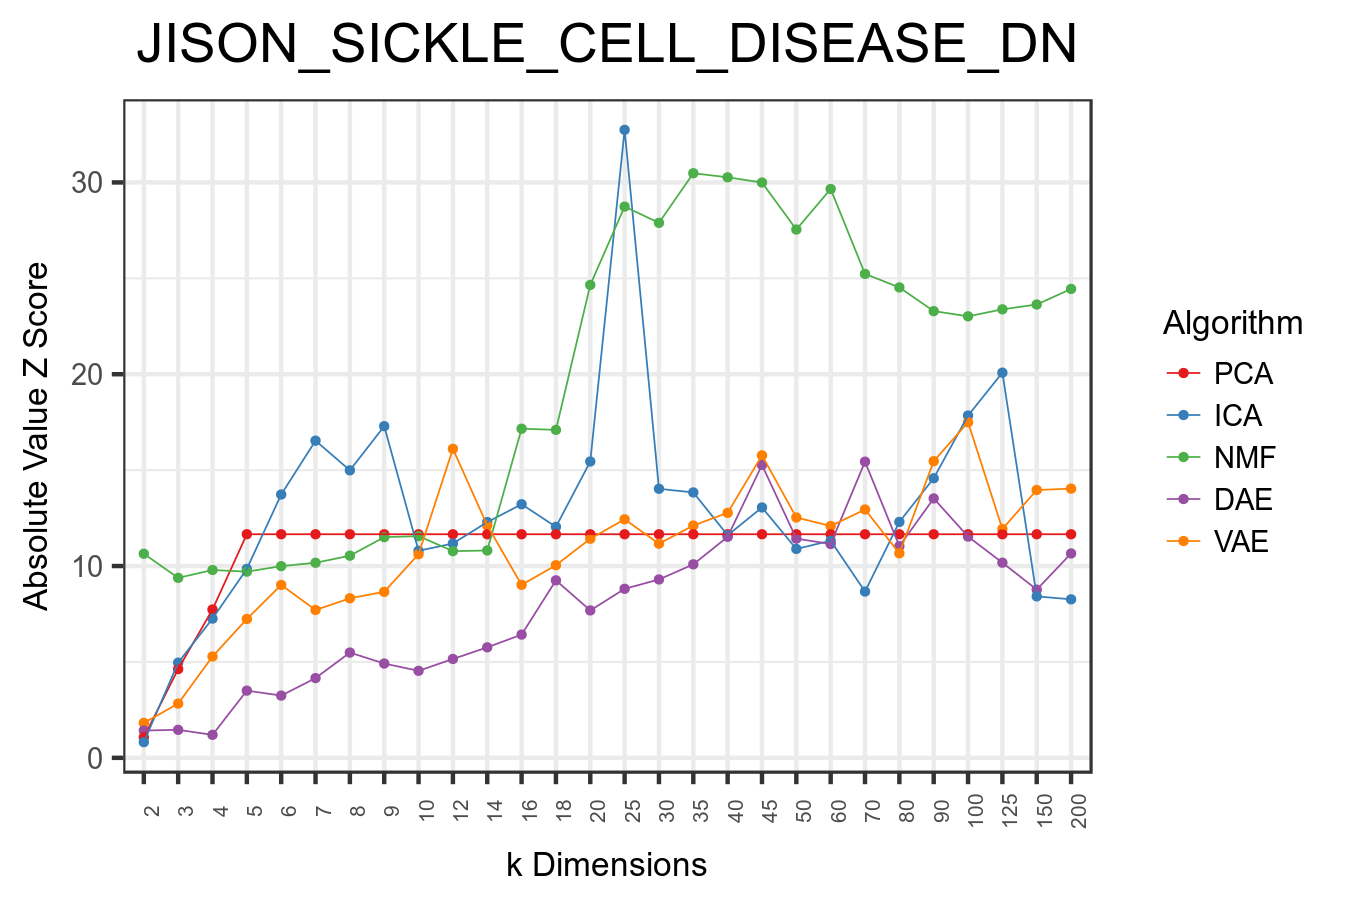 JISON_SICKLE_CELL_DISEASE_DN
Absolute Value Z Score
30
20
10
0
2 3 4 5 6 7 8 9 10 12 14 16 18 20 25 30 35 40 45 50 60 70 80 90 100 125 150 200
k Dimensions
Algorithm
PCA
ICA
NMF
DAE
VAE